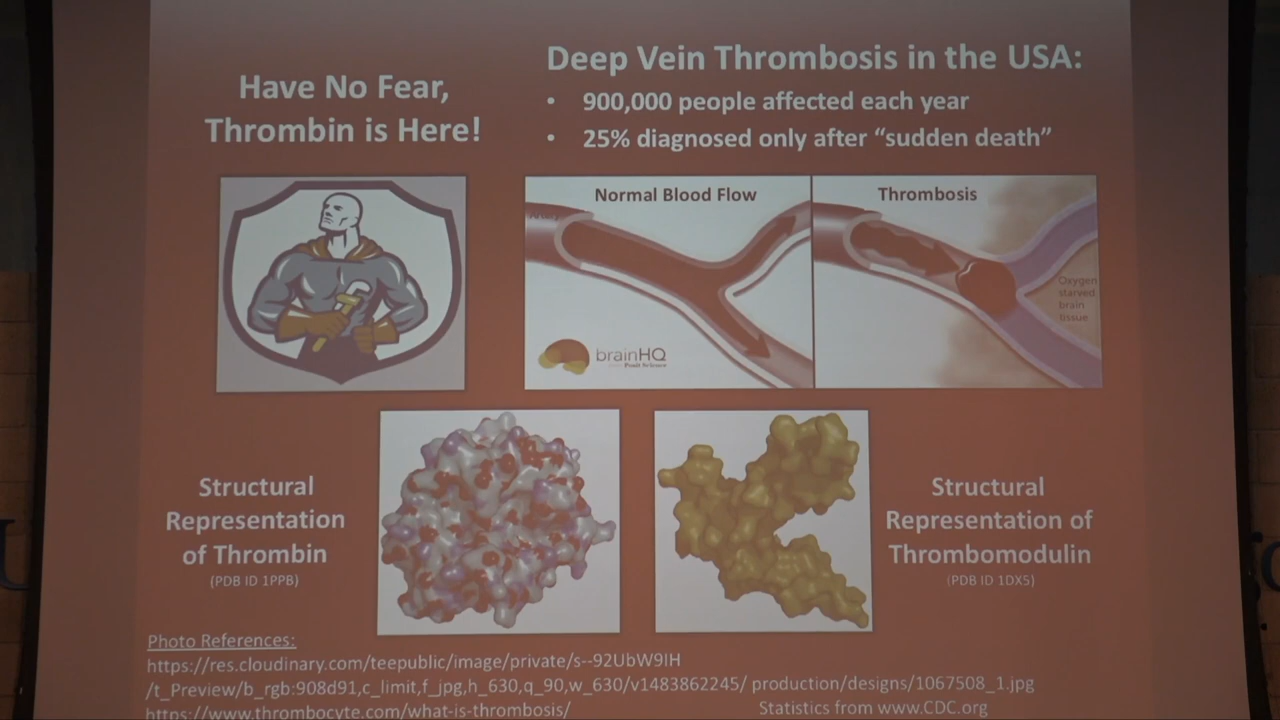 Have No Fear,
Thrombin is Here!
Deep Vein Thrombosis in the USA:
• 900,000 people affected each year
• 25% diagnosed only after “sudden death”
Normal Blood Flow
Thrombosis
Oxygen
starved
brain
tissue
brainHQ
Posit Science
Structural
Representation
of Thrombin
(PDB ID 1PPB)
Structural
Representation of
Thrombomodulin
(PDB ID 1DX5)
Photo References:
https://res.cloudinary.com/teepublic/image/private/s--92UbW9IH
/t_Preview/b_rgb:908d91,c_limit,f_jpg,h_630,q_90,w_630/v1483862245/ production/designs/1067508_1.jpg
https://www.thrombocyte.com/what-is-thrombosis/
Statistics from www.CDC.org